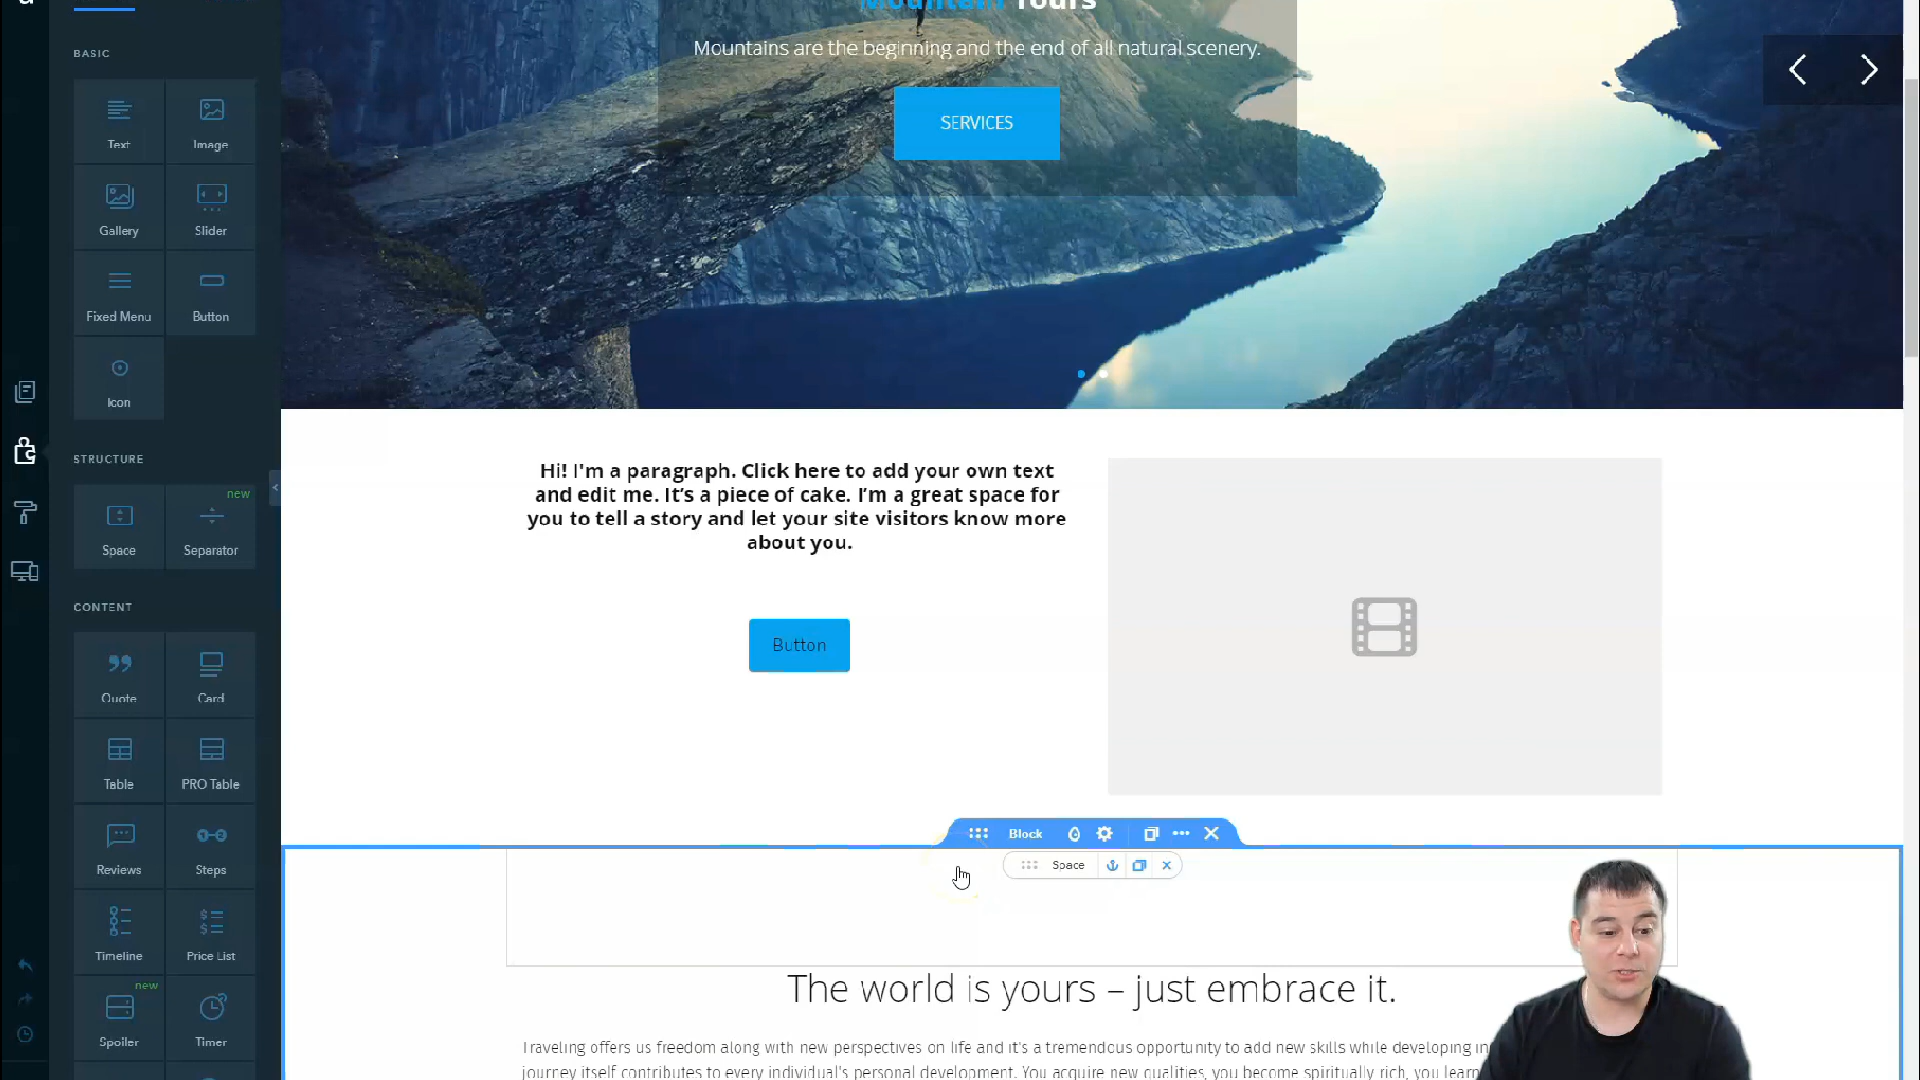 BASIC
Text
Image
Gallery
Slider
Fixed Menu
Button
Icon
STRUCTURE
new
Space
Separator
CONTENT
Quote
Card
Table
PRO Table
Reviews
Steps
Timeline
Price List
new
Spoiler
Timer
Mountain Tours
Mountains are the beginning and the end of all natural scenery.
SERVICES
Hi! I'm a paragraph. Click here to add your own text
and edit me. It’s a piece of cake. I’m a great space for
you to tell a story and let your site visitors know more
about you.
Button
Block
Space
The world is yours – just embrace it.
Traveling offers us freedom along with new perspectives on life and it's a tremendous opportunity to add new skills while developing
journey itself contributes to every individual's personal development. You acquire new qualities, you become spiritually rich, you learn